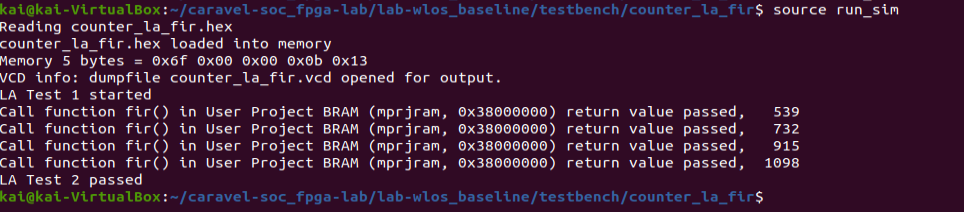 kai@kai-VirtualBox:~/caravel-soc_fpga-lab/lab-wlos_baseline/testbench/counter_la_fir$ source run_sim
Reading counter_la_fir.hex
counter_la_fir.hex loaded into memory
Memory 5 bytes = 0x6f 0x00 0x00 0x0b 0x13
VCD info: dumpfile counter_la_fir.vcd opened for output.
LA Test 1 started
Call function fir() in User Project BRAM (mprjram, 0x38000000) return value passed,   539
Call function fir() in User Project BRAM (mprjram, 0x38000000) return value passed,   732
Call function fir() in User Project BRAM (mprjram, 0x38000000) return value passed,   915
Call function fir() in User Project BRAM (mprjram, 0x38000000) return value passed,  1098
LA Test 2 passed
kai@kai-VirtualBox:~/caravel-soc_fpga-lab/lab-wlos_baseline/testbench/counter_la_fir$